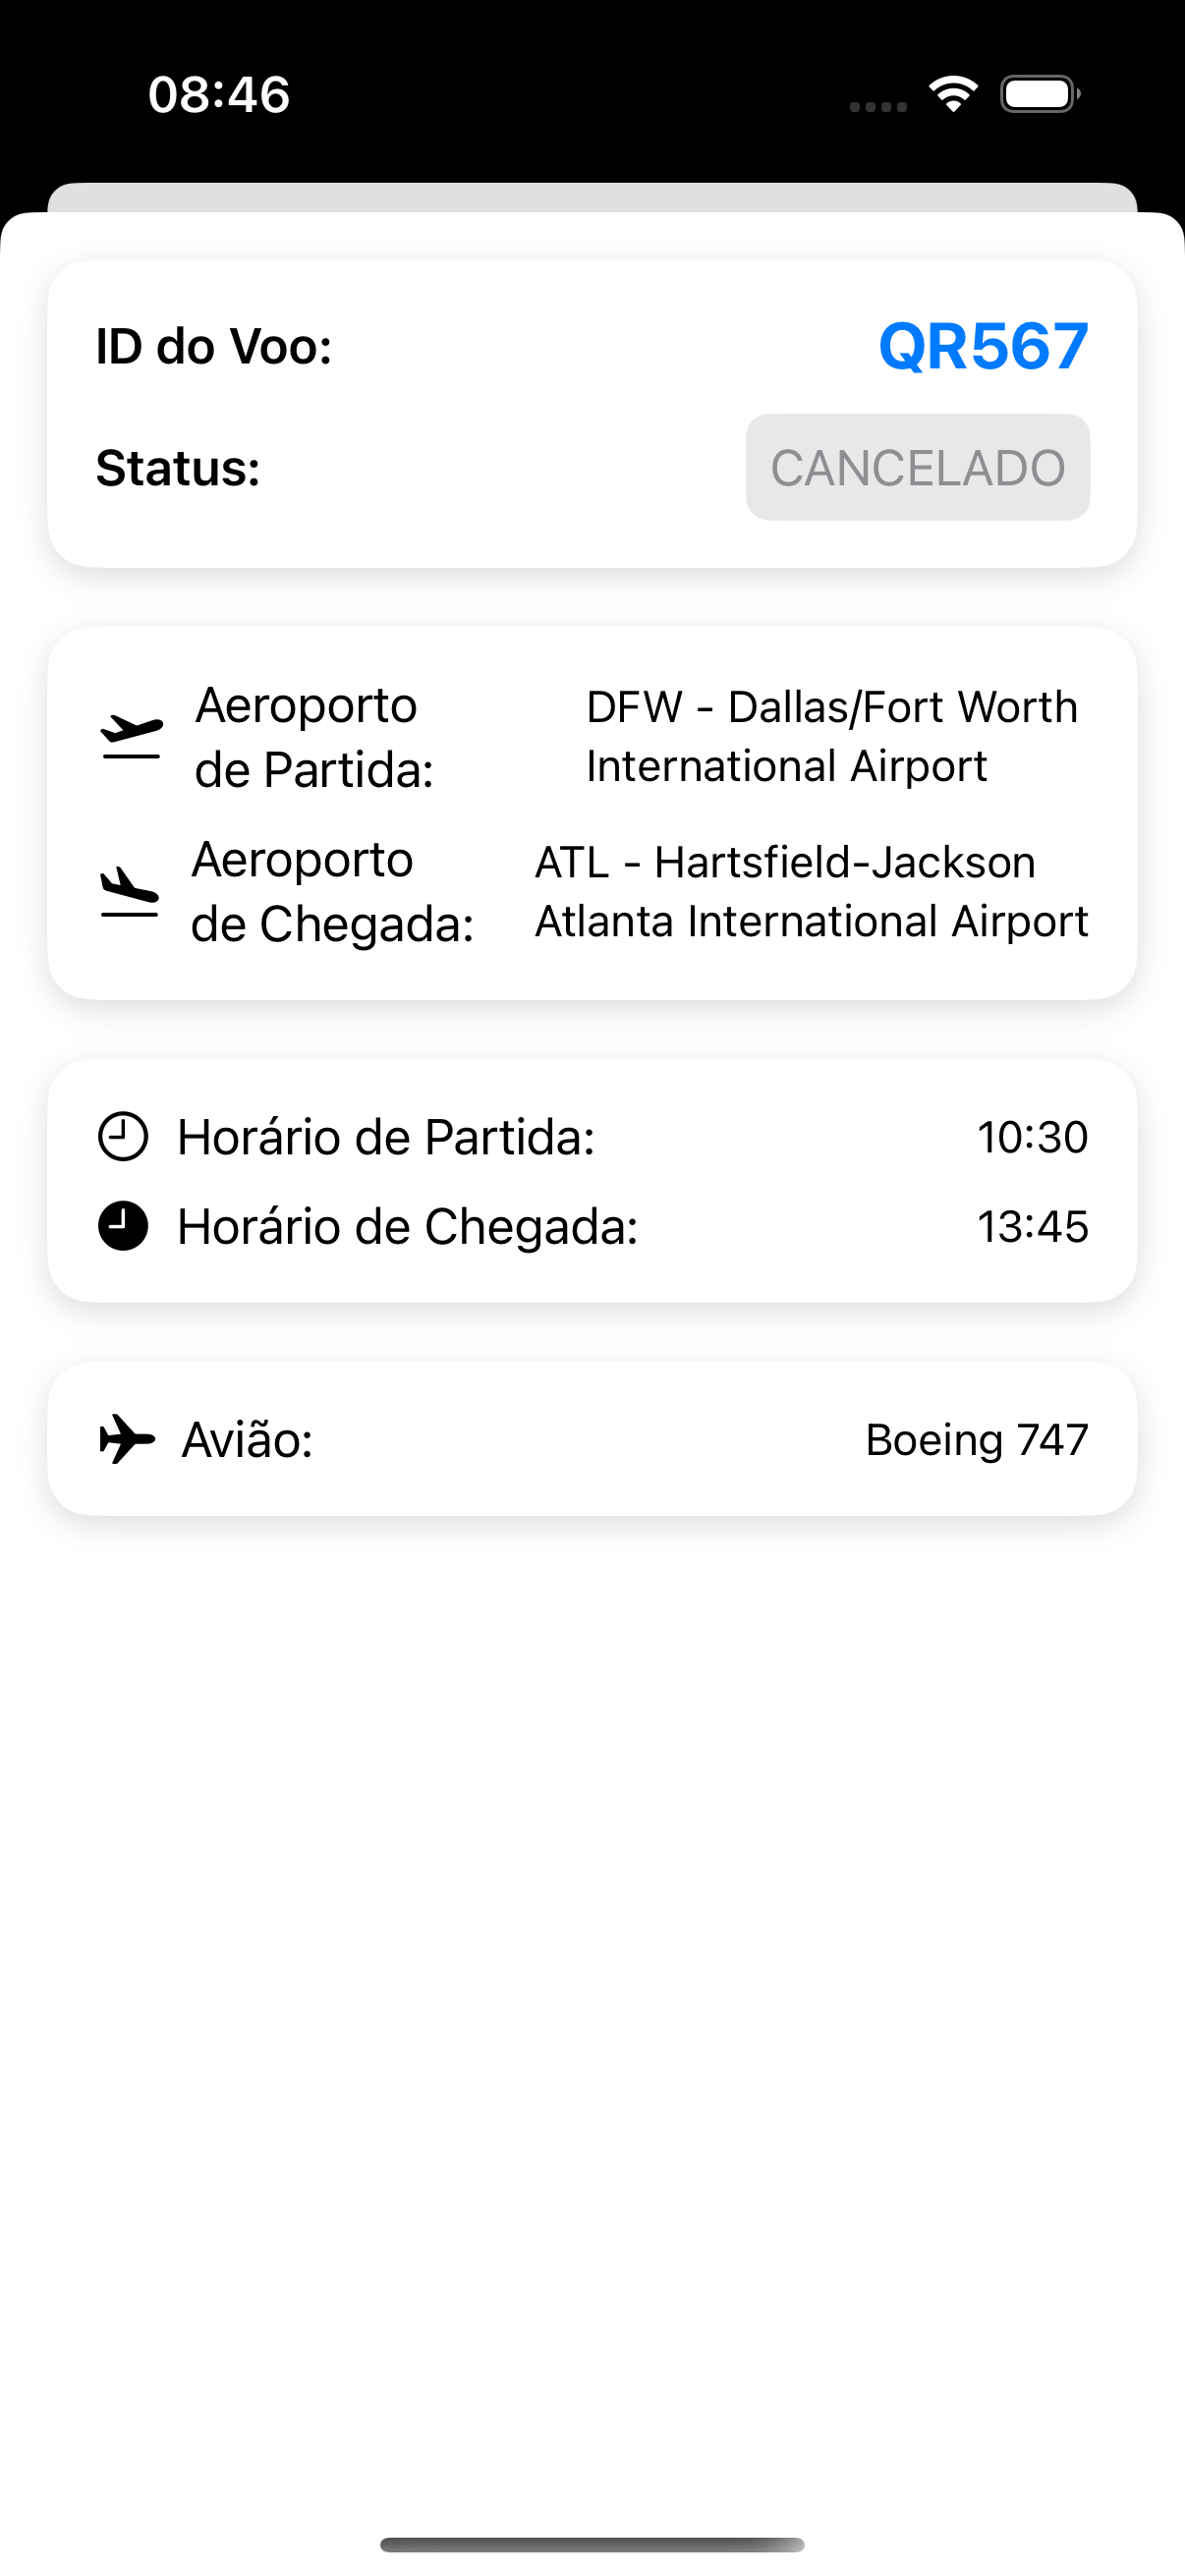 08:46
ID do Voo: QR567
Status: CANCELADO
Aeroporto
de Partida:
DFW - Dallas/Fort Worth
International Airport
Aeroporto
de Chegada:
ATL - Hartsfield-Jackson
Atlanta International Airport
Horário de Partida: 10:30
Horário de Chegada: 13:45
Avião: Boeing 747